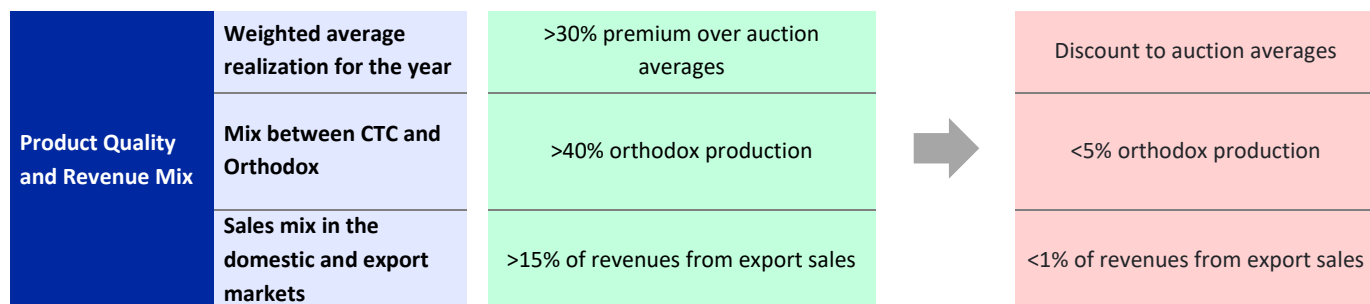 Product Quality
and Revenue Mix
Weighted average
realization for the year
>30% premium over auction
averages
Discount to auction averages
Mix between CTC and
Orthodox
>40% orthodox production
<5% orthodox production
Sales mix in the
domestic and export
markets
>15% of revenues from export sales
<1% of revenues from export sales